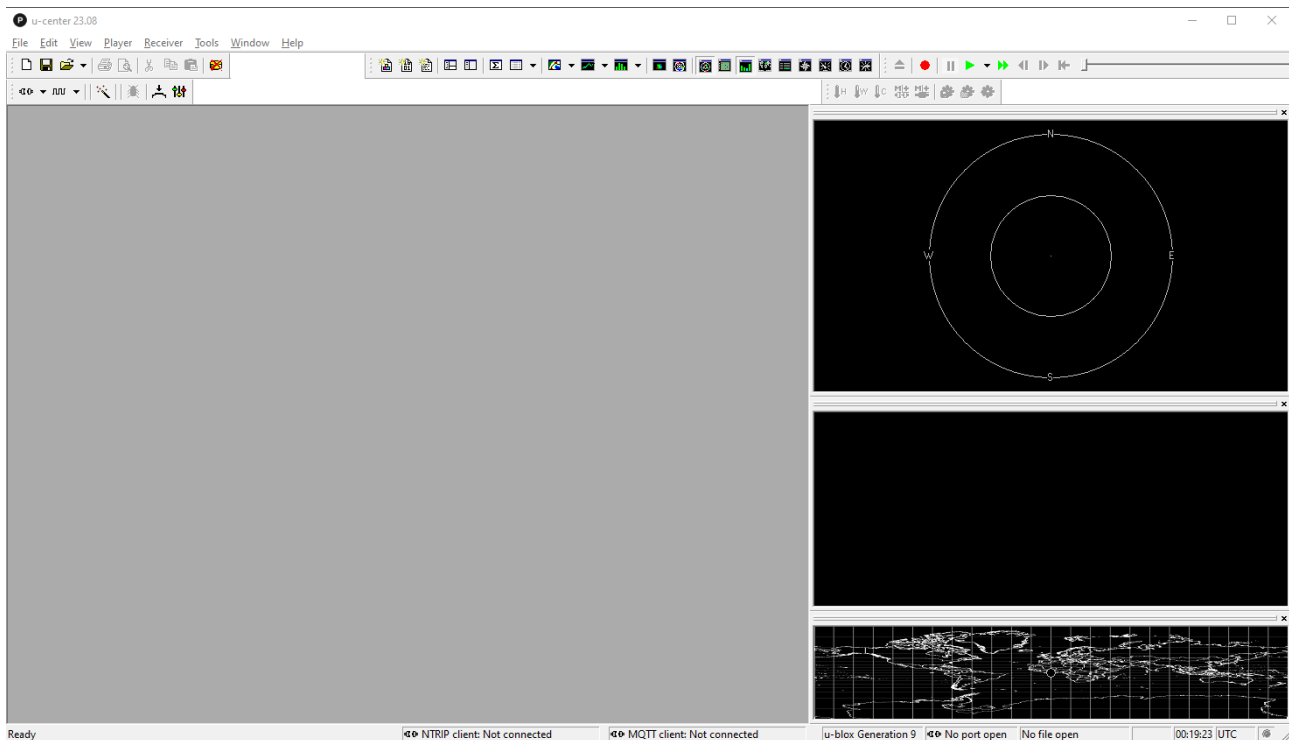 u-center 23.08
File Edit View Player Receiver Tools Window Help
H W C
N
W E
S
Ready NTRIP client: Not connected MQTT client: Not connected u-blox Generation 9 No port open No file open 00:19:23 UTC